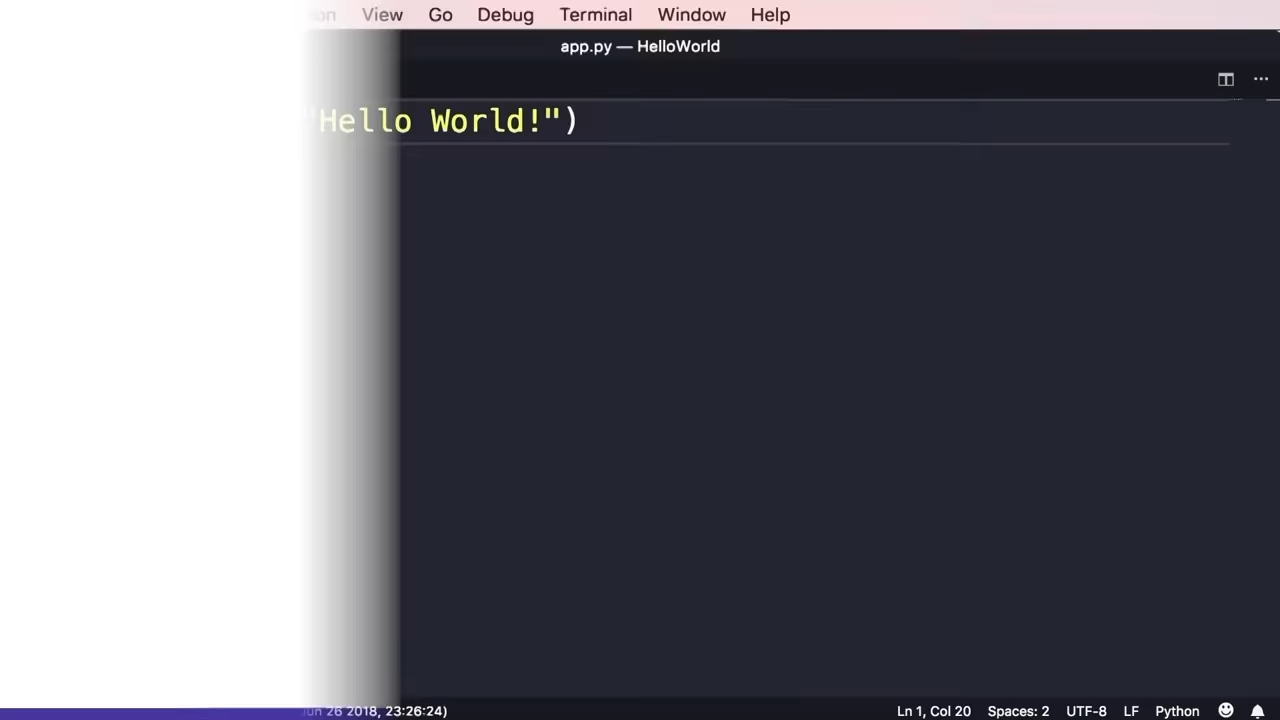 View Go Debug Terminal Window Help
app.py — HelloWorld
"Hello World!")
Jun 26 2018, 23:26:24) Ln 1, Col 20 Spaces: 2 UTF-8 LF Python